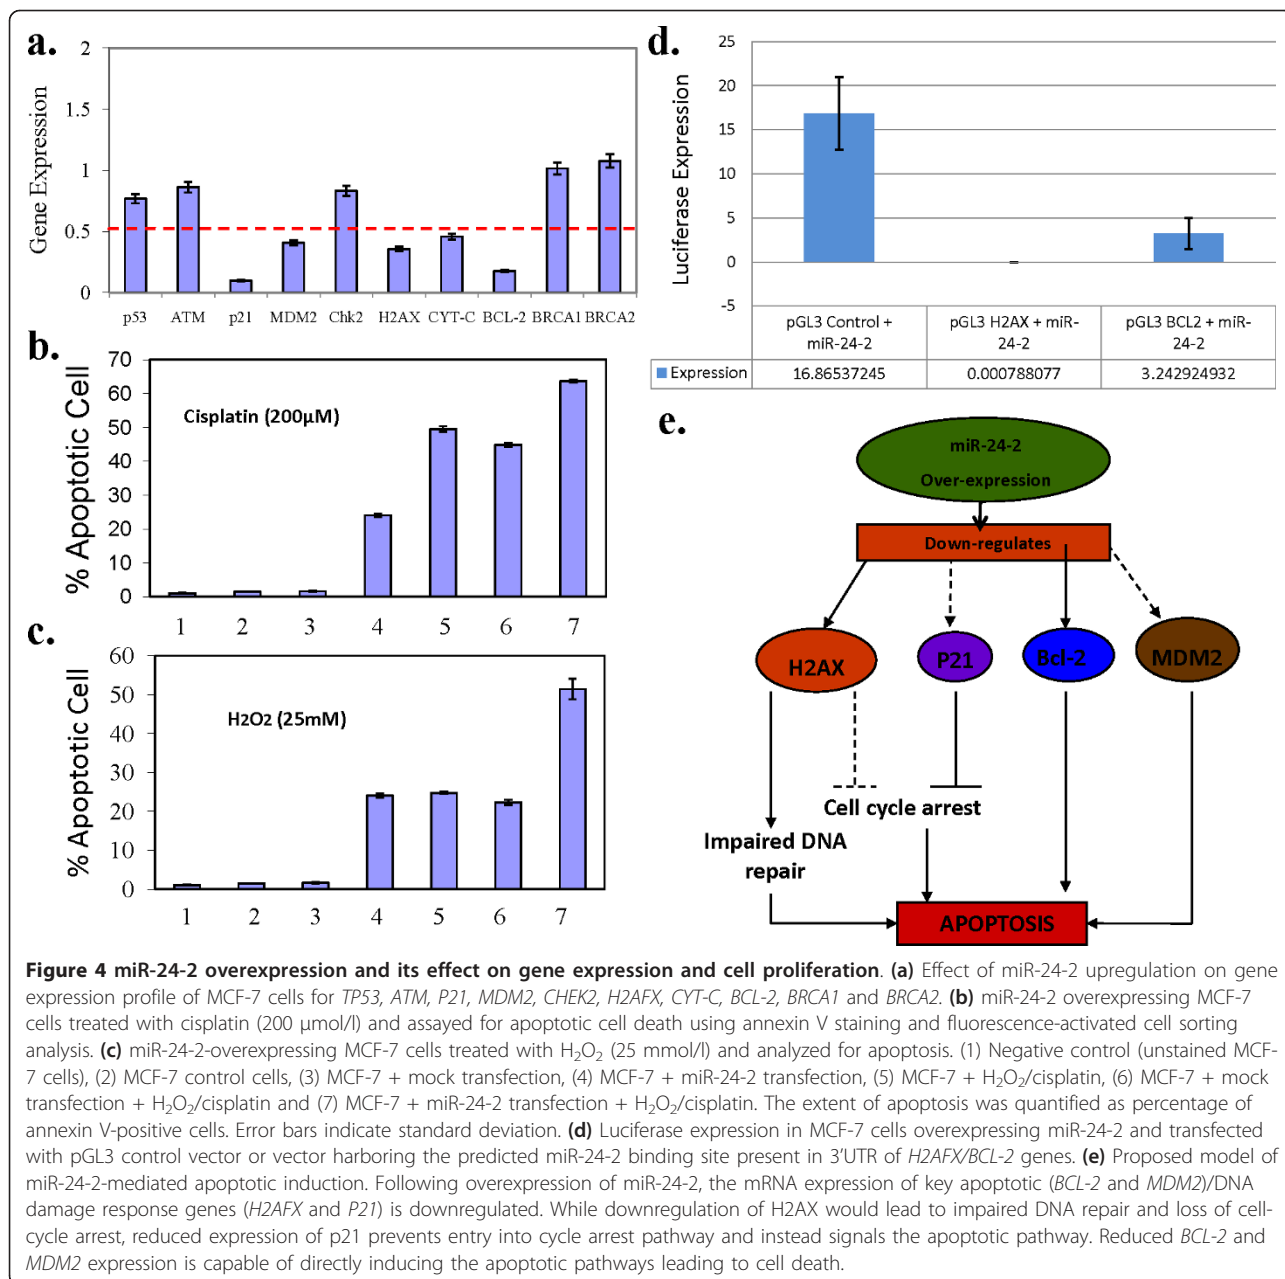 a.
2
1.5
1
0.5
0
Gene Expression
p53 ATM p21 MDM2 Chk2 H2AX CYT-C BCL-2 BRCA1 BRCA2
b.
70
60
50
40
30
20
10
0
% Apoptotic Cell
Cisplatin (200µM)
1 2 3 4 5 6 7
c.
60
50
40
30
20
10
0
% Apoptotic Cell
H2O2 (25mM)
1 2 3 4 5 6 7
d.
25
20
15
10
5
0
-5
Luciferase Expression
pGL3 Control + miR-24-2
pGL3 H2AX + miR-
24-2
pGL3 BCL2 + miR-
24-2
Expression 16.86537245 0.000788077 3.242924932
e.
miR-24-2
Over-expression
Down-regulates
H2AX P21 Bcl-2 MDM2
Cell cycle arrest
Impaired DNA
repair
APOPTOSIS
Figure 4 miR-24-2 overexpression and its effect on gene expression and cell proliferation. (a) Effect of miR-24-2 upregulation on gene
expression profile of MCF-7 cells for TP53, ATM, P21, MDM2, CHEK2, H2AFX, CYT-C, BCL-2, BRCA1 and BRCA2. (b) miR-24-2 overexpressing MCF-7
cells treated with cisplatin (200 μmol/l) and assayed for apoptotic cell death using annexin V staining and fluorescence-activated cell sorting
analysis. (c) miR-24-2-overexpressing MCF-7 cells treated with H2O2 (25 mmol/l) and analyzed for apoptosis. (1) Negative control (unstained MCF-
7 cells), (2) MCF-7 control cells, (3) MCF-7 + mock transfection, (4) MCF-7 + miR-24-2 transfection, (5) MCF-7 + H2O2/cisplatin, (6) MCF-7 + mock
transfection + H2O2/cisplatin and (7) MCF-7 + miR-24-2 transfection + H2O2/cisplatin. The extent of apoptosis was quantified as percentage of
annexin V-positive cells. Error bars indicate standard deviation. (d) Luciferase expression in MCF-7 cells overexpressing miR-24-2 and transfected
with pGL3 control vector or vector harboring the predicted miR-24-2 binding site present in 3’UTR of H2AFX/BCL-2 genes. (e) Proposed model of
miR-24-2-mediated apoptotic induction. Following overexpression of miR-24-2, the mRNA expression of key apoptotic (BCL-2 and MDM2)/DNA
damage response genes (H2AFX and P21) is downregulated. While downregulation of H2AX would lead to impaired DNA repair and loss of cell-
cycle arrest, reduced expression of p21 prevents entry into cycle arrest pathway and instead signals the apoptotic pathway. Reduced BCL-2 and
MDM2 expression is capable of directly inducing the apoptotic pathways leading to cell death.